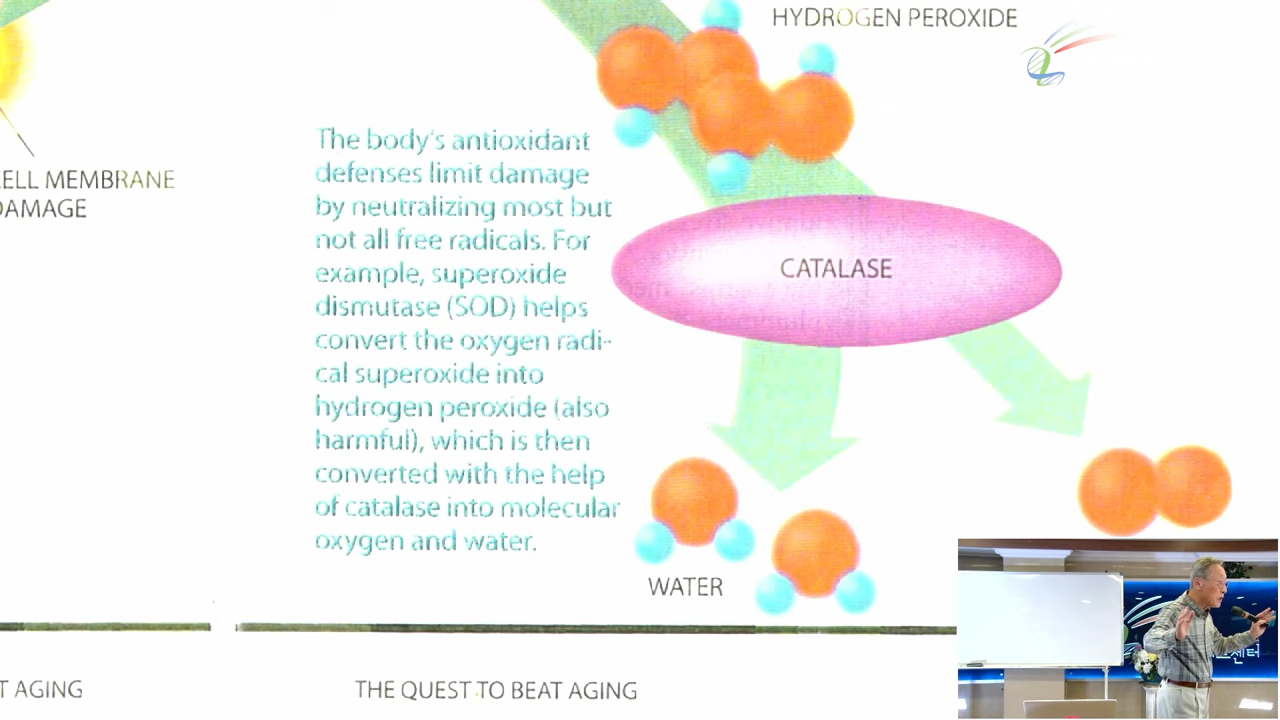 HYDROGEN PEROXIDE
The body's antioxidant
defenses limit damage
by neutralizing most but
not all free radicals. For
example, superoxide
dismutase (SOD) helps
convert the oxygen radi-
cal superoxide into
hydrogen peroxide (also
harmful), which is then
converted with the help
of catalase into molecular
oxygen and water.
CELL MEMBRANE
DAMAGE
CATALASE
WATER
T AGING
THE QUEST TO BEAT AGING
센터